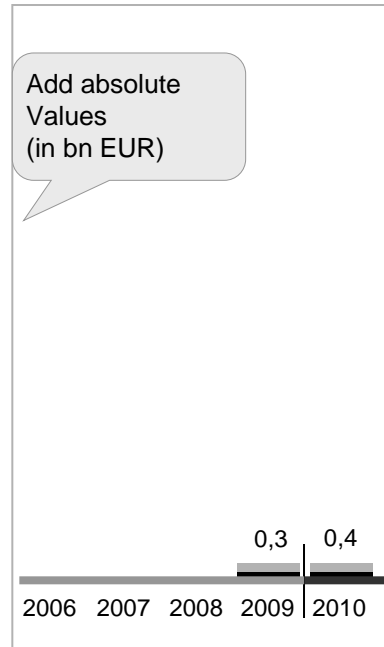 Add absolute
Values
(in bn EUR)
0,3 0,4
2006 2007 2008 2009 2010